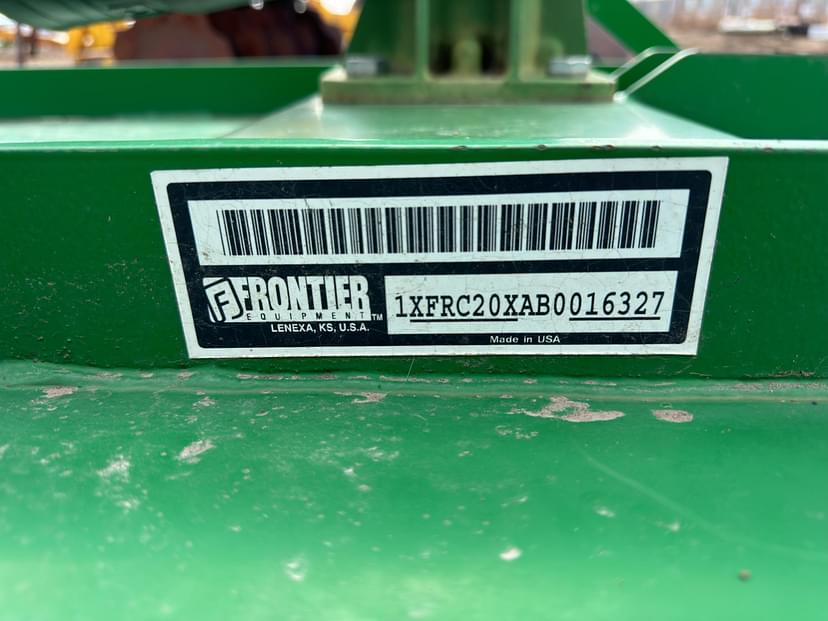 FRONTIER
EQUIPMENT™
LENEXA, KS, U.S.A.
1XFRC20XAB0016327
Made in USA